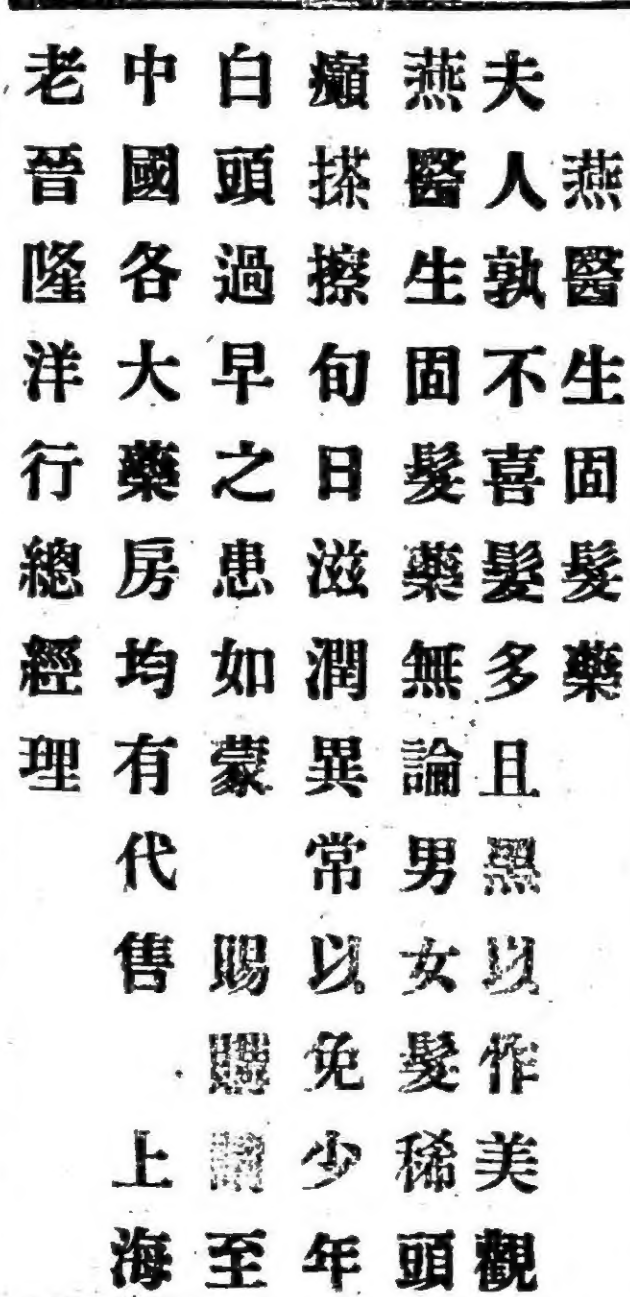 燕醫生固髮藥
夫人孰不喜髮多且黑以作美觀
燕醫生固髮藥無論男女髮稀頭
癩搽擦旬日滋潤異常以免少年
白頭過早之患如蒙 賜購至
中國各大藥房均有代售 上海
老晉隆洋行總經理